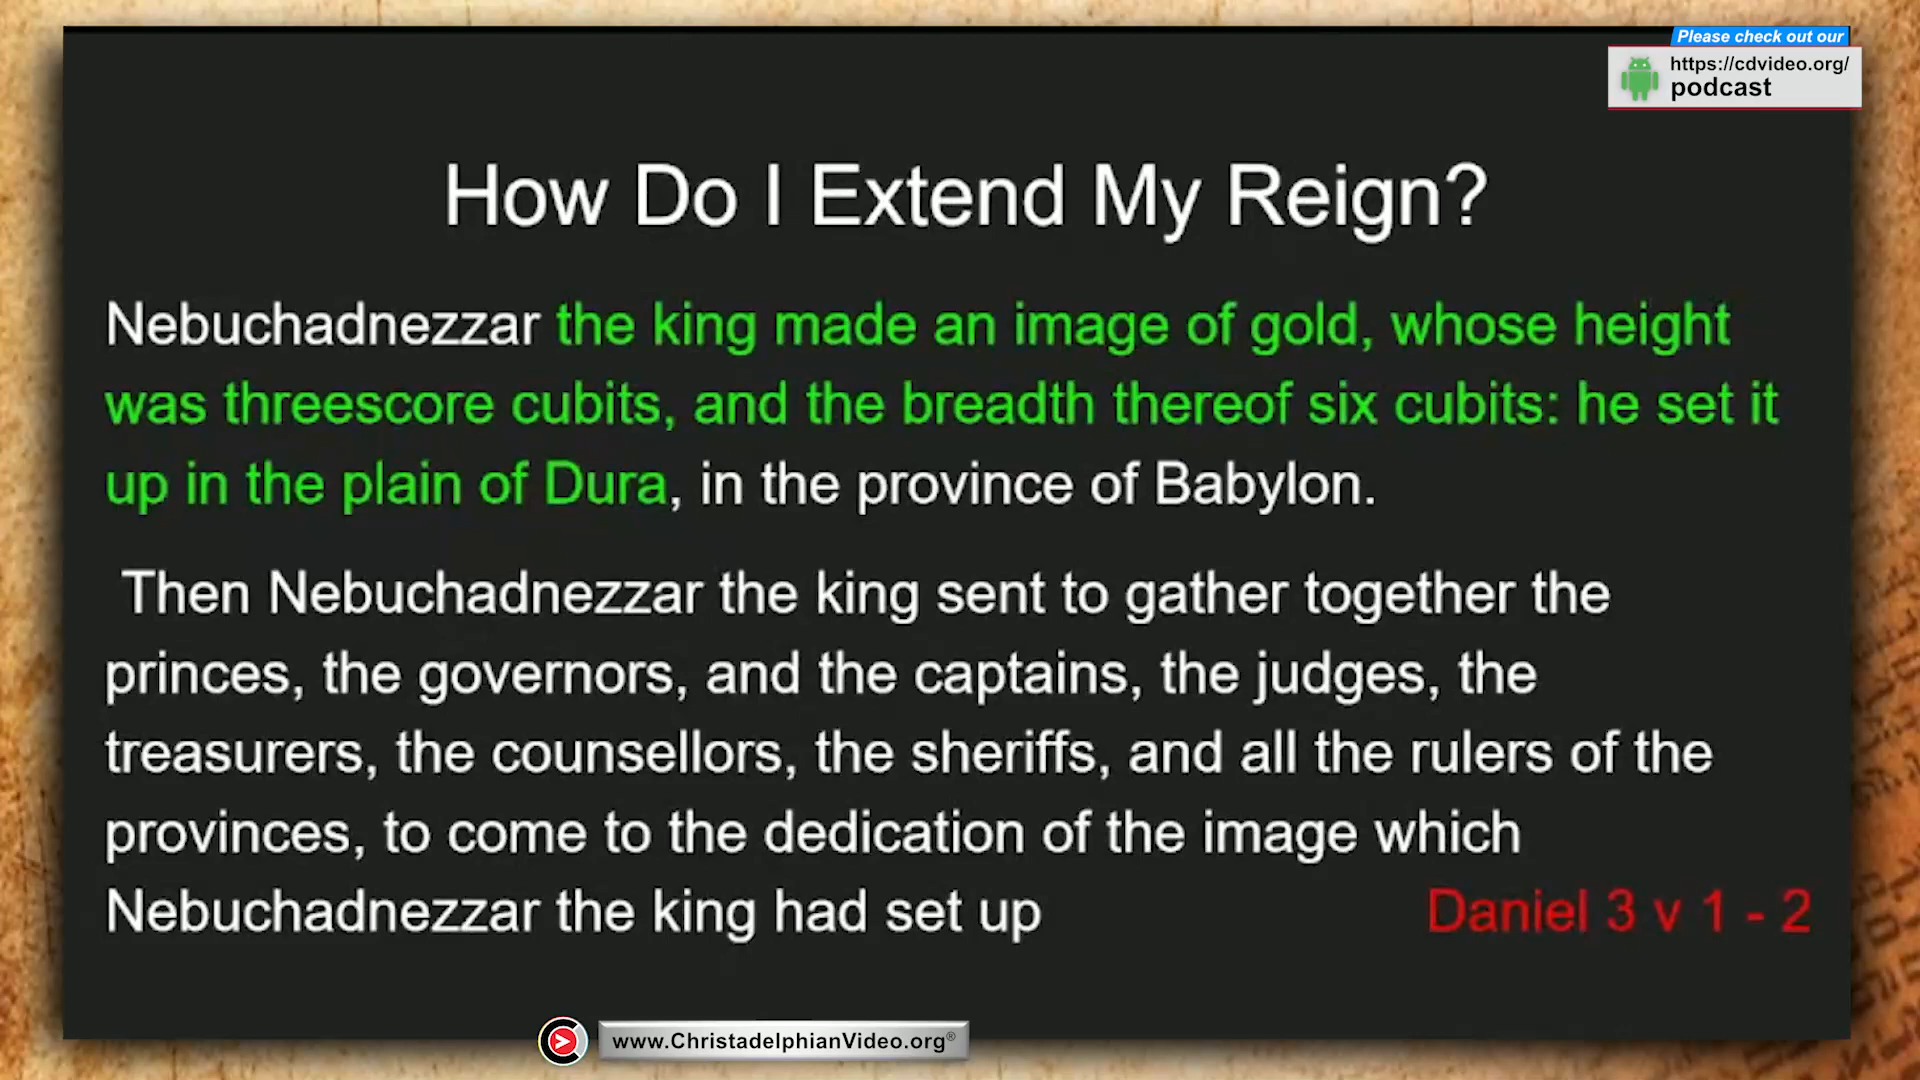 Please check out our
https://cdvideo.org/
podcast
How Do I Extend My Reign?
Nebuchadnezzar the king made an image of gold, whose height
was threescore cubits, and the breadth thereof six cubits: he set it
up in the plain of Dura, in the province of Babylon.
Then Nebuchadnezzar the king sent to gather together the
princes, the governors, and the captains, the judges, the
treasurers, the counsellors, the sheriffs, and all the rulers of the
provinces, to come to the dedication of the image which
Nebuchadnezzar the king had set up Daniel 3 v 1 - 2
www.ChristadelphianVideo.org®